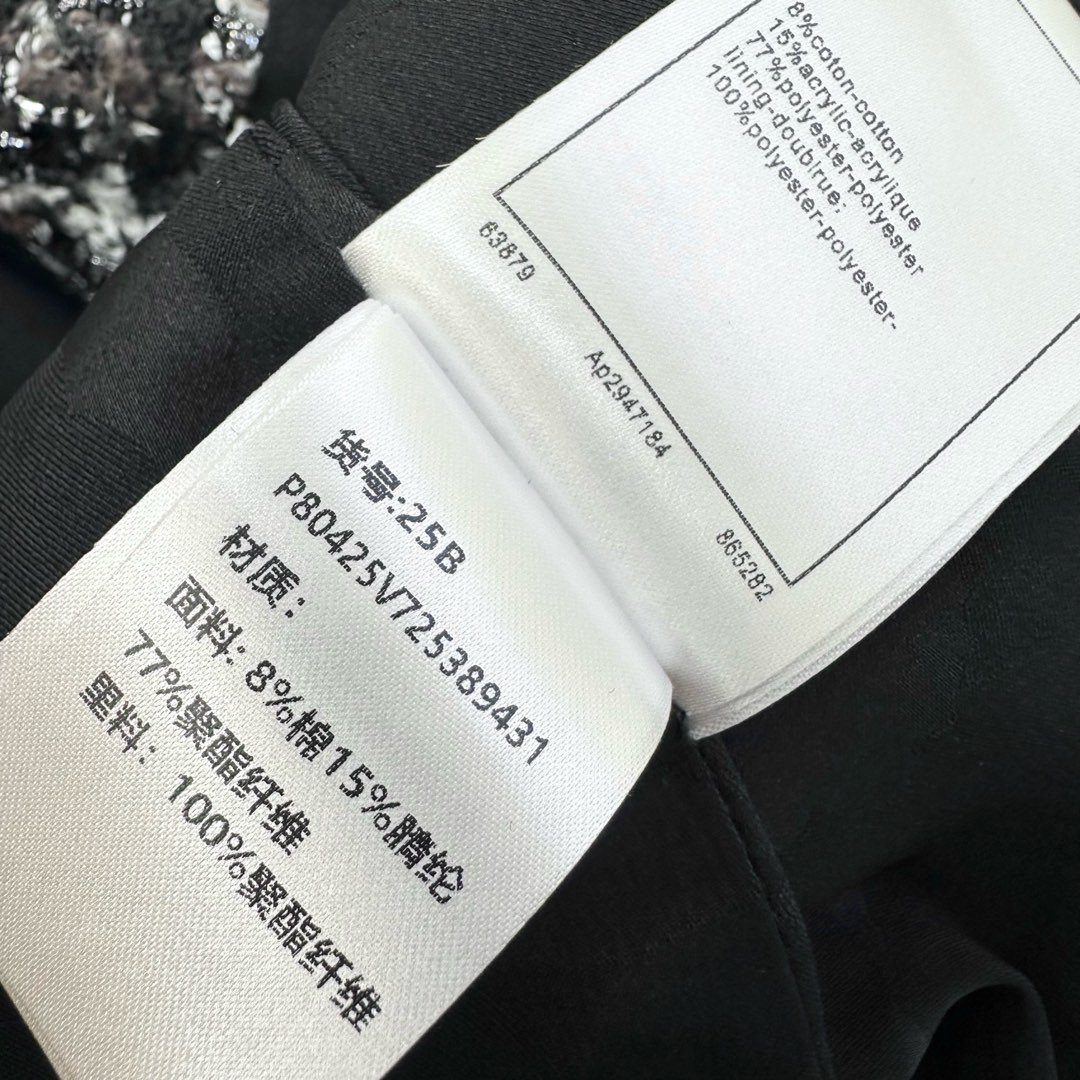 8%coton-cotton
15%acrylic-acrylique
77%polyester-polyester
lining-doublrue:
100%polyester-polyester-
63879
Ap2947184
865282
货号:25B
P80425V725389431
材质:
面料: 8%棉15%腈纶
77%聚酯纤维
里料: 100%聚酯纤维